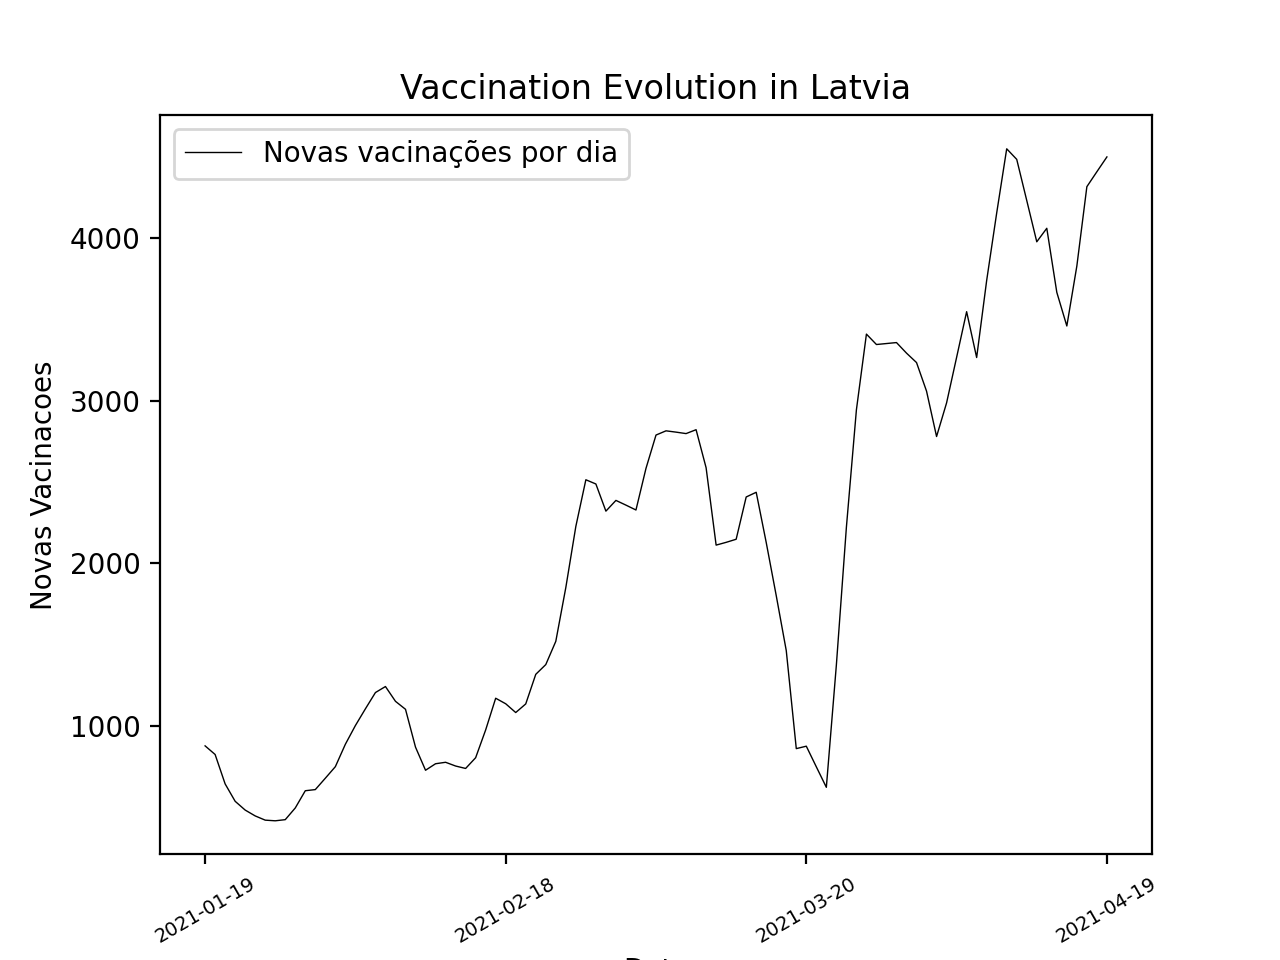 Vaccination Evolution in Latvia
Novas vacinações por dia
Novas Vacinacoes
4000
3000
2000
1000
2021-01-19
2021-02-18
2021-03-20
2021-04-19